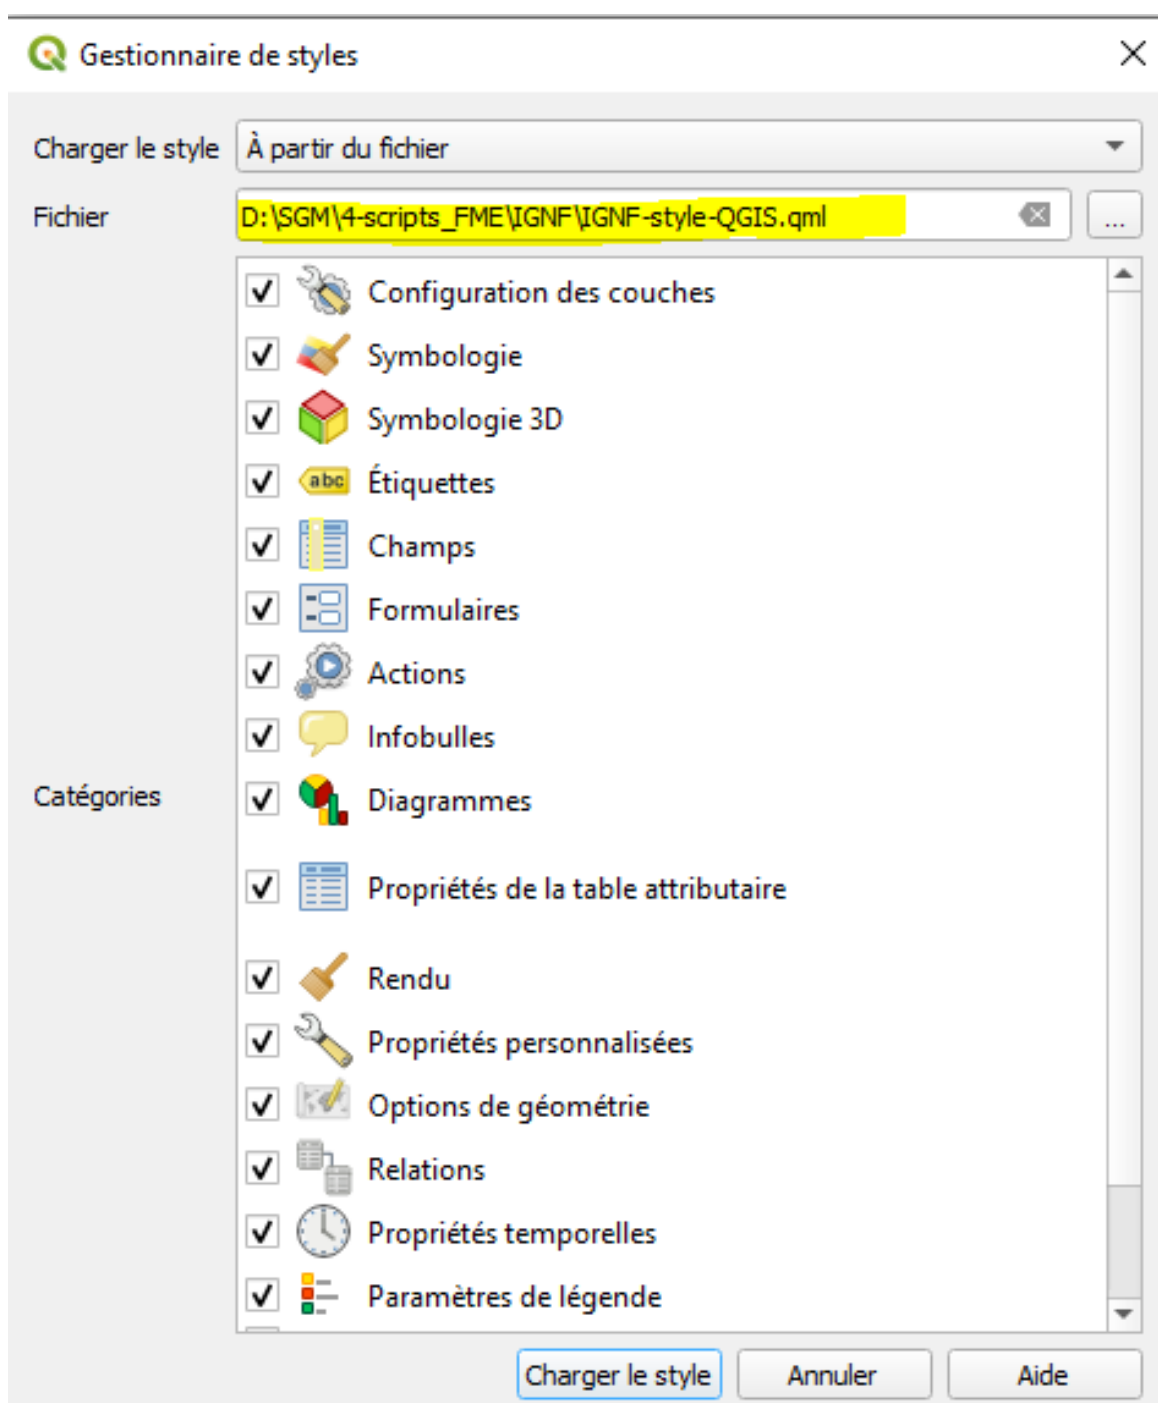 Gestionnaire de styles
Charger le style À partir du fichier
Fichier D:\SGM\4-scripts_FME\IGNF\IGNF-style-QGIS.qml ...
Configuration des couches
Symbologie
Symbologie 3D
abc Étiquettes
Champs
Formulaires
Actions
Infobulles
Catégories Diagrammes
Propriétés de la table attributaire
Rendu
Propriétés personnalisées
Options de géométrie
Relations
Propriétés temporelles
Paramètres de légende
Charger le style Annuler Aide